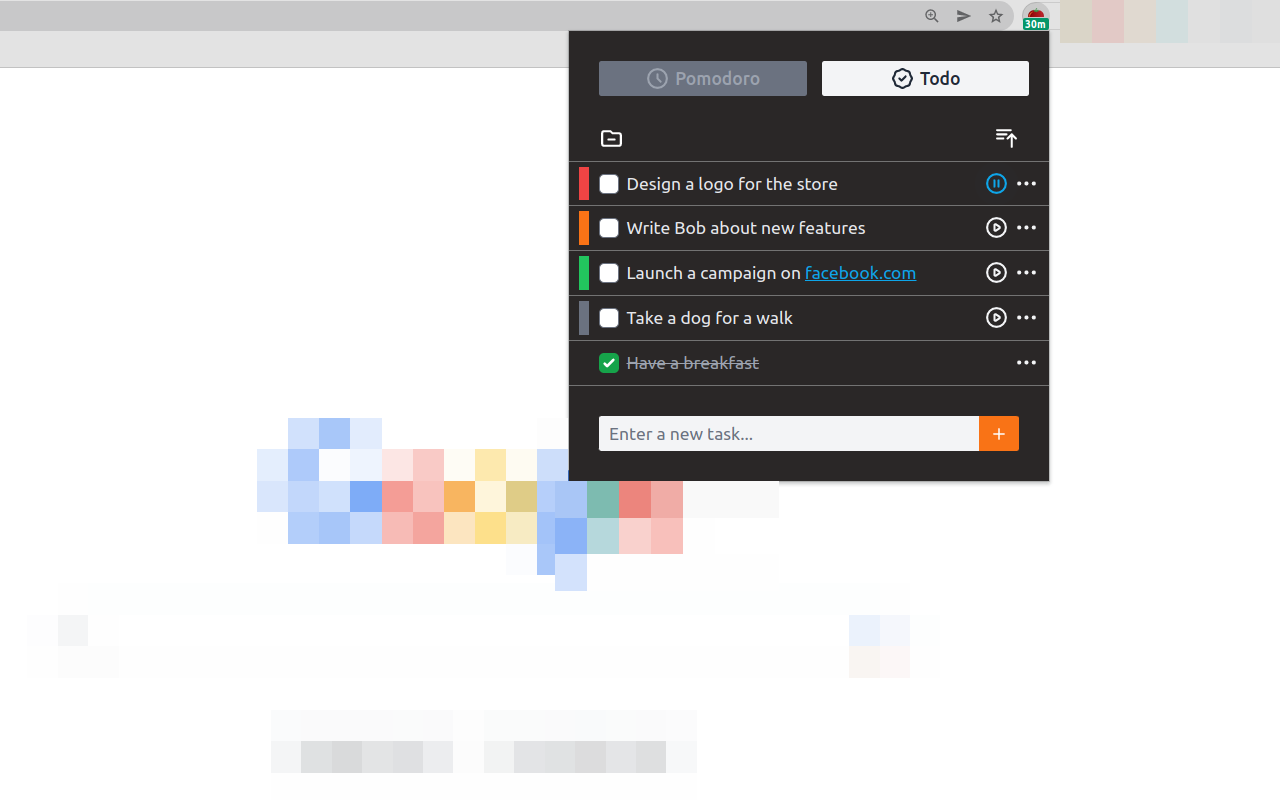 30m
Pomodoro
Todo
Design a logo for the store
Write Bob about new features
Launch a campaign on facebook.com
Take a dog for a walk
Have a breakfast
Enter a new task...